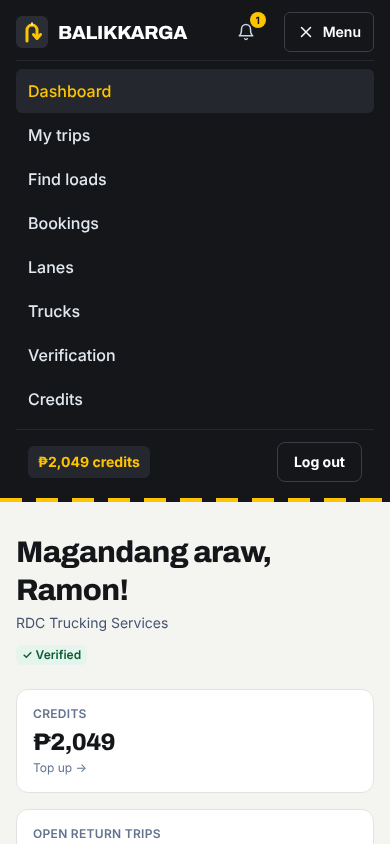 BALIKKARGA
1
Menu
Dashboard
My trips
Find loads
Bookings
Lanes
Trucks
Verification
Credits
₱2,049 credits
Log out
Magandang araw,
Ramon!
RDC Trucking Services
✓ Verified
CREDITS
₱2,049
Top up →
OPEN RETURN TRIPS